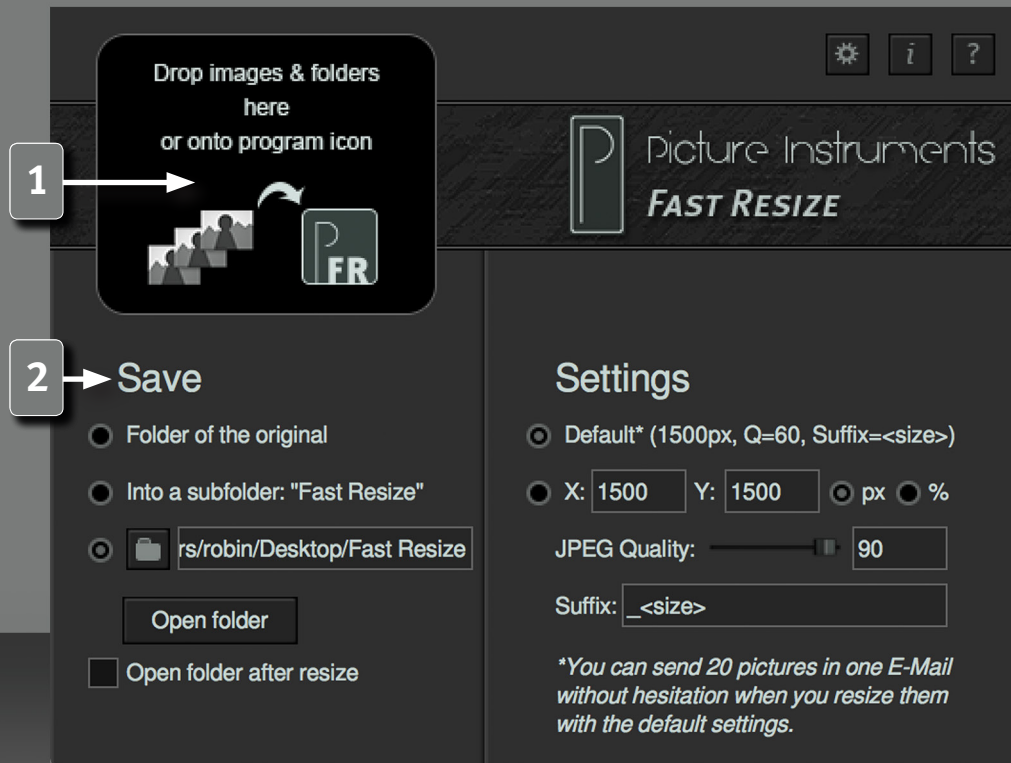 Drop images & folders
here
or onto program icon
i
?
P
Picture Instruments
FAST RESIZE
1
P
FR
2
Save
Settings
Folder of the original
Default* (1500px, Q=60, Suffix=<size>)
Into a subfolder: "Fast Resize"
X: 1500 Y: 1500 px %
rs/robin/Desktop/Fast Resize
JPEG Quality: 90
Open folder
Suffix: _<size>
Open folder after resize
*You can send 20 pictures in one E-Mail
without hesitation when you resize them
with the default settings.